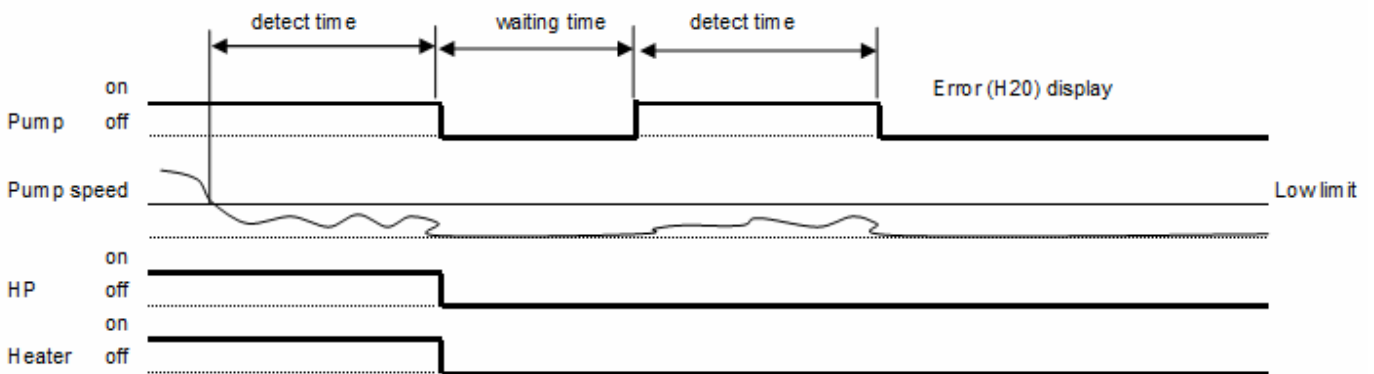 detect time waiting time detect time
on Error (H20) display
Pump off
Pump speed Low limit
on
HP off
on
Heater off